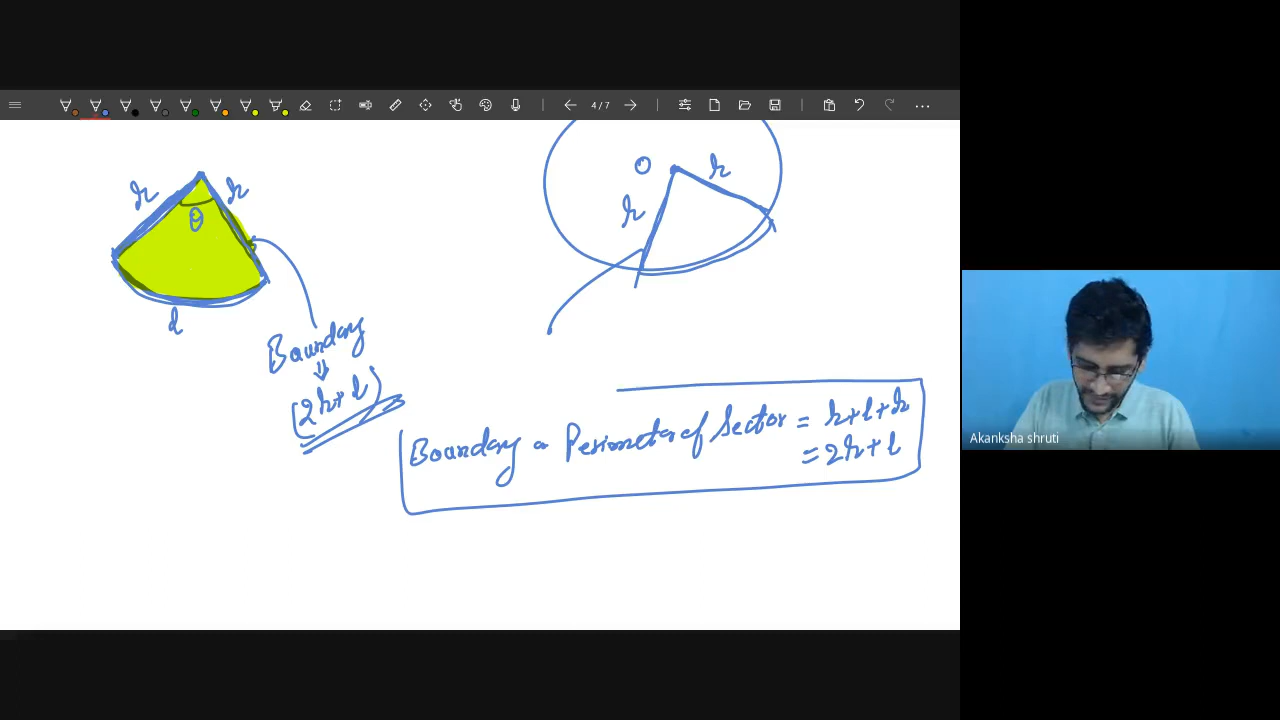 4 / 7
O
r
r
r
r
θ
l
Boundary
⇓
(2r+l)
Boundary or Perimeter of Sector = r+l+r
= 2r+l
Akanksha shruti